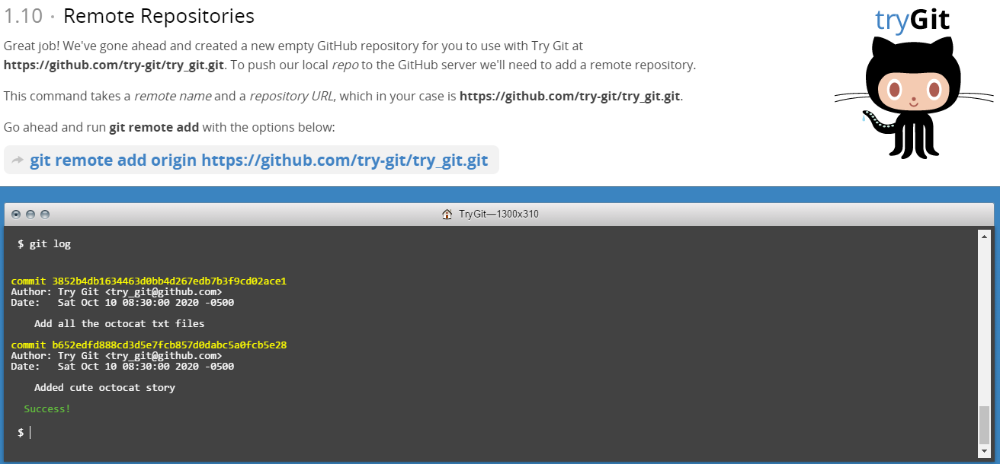 1.10 · Remote Repositories
tryGit
Great job! We've gone ahead and created a new empty GitHub repository for you to use with Try Git at
https://github.com/try-git/try_git.git. To push our local repo to the GitHub server we'll need to add a remote repository.
This command takes a remote name and a repository URL, which in your case is https://github.com/try-git/try_git.git.
Go ahead and run git remote add with the options below:
git remote add origin https://github.com/try-git/try_git.git
TryGit—1300x310
$ git log
commit 3852b4db1634463d0bb4d267edb7b3f9cd02ace1
Author: Try Git <try_git@github.com>
Date:   Sat Oct 10 08:30:00 2020 -0500
Add all the octocat txt files
commit b652edfd888cd3d5e7fcb857d0dabc5a0fcb5e28
Author: Try Git <try_git@github.com>
Date:   Sat Oct 10 08:30:00 2020 -0500
Added cute octocat story
Success!
$